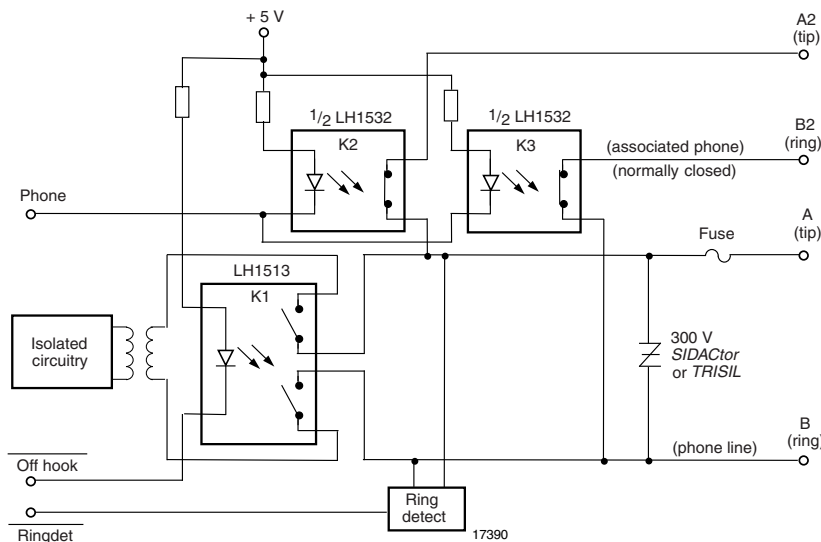 + 5 V
A2
(tip)
1/2 LH1532
K2
1/2 LH1532
K3
B2
(ring)
(associated phone)
(normally closed)
Phone
A
(tip)
Fuse
LH1513
K1
Isolated
circuitry
300 V
SIDACtor
or TRISIL
B
(ring)
(phone line)
Off hook
Ring
detect
Ringdet
17390